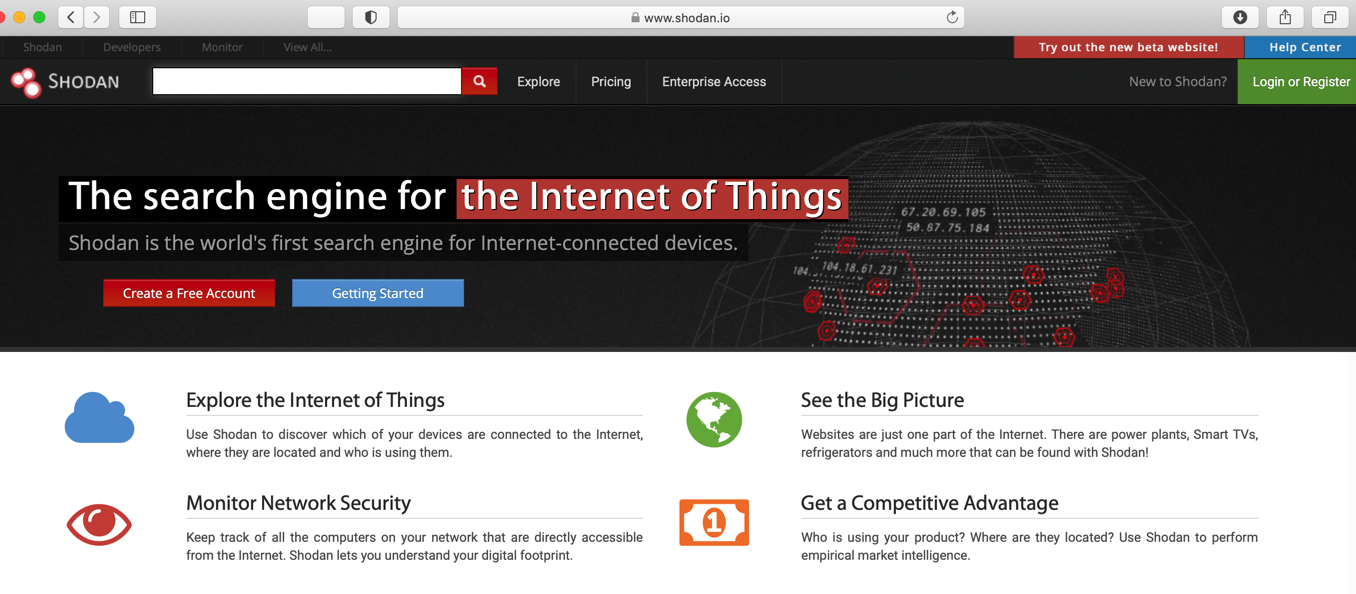 www.shodan.io
Shodan Developers Monitor View All...
Try out the new beta website! Help Center
SHODAN Explore Pricing Enterprise Access New to Shodan? Login or Register
The search engine for the Internet of Things
Shodan is the world's first search engine for Internet-connected devices.
Create a Free Account Getting Started
67.20.69.105
50.87.75.184
104. 104.18.61.231
Explore the Internet of Things
Use Shodan to discover which of your devices are connected to the Internet,
where they are located and who is using them.
See the Big Picture
Websites are just one part of the Internet. There are power plants, Smart TVs,
refrigerators and much more that can be found with Shodan!
Monitor Network Security
Keep track of all the computers on your network that are directly accessible
from the Internet. Shodan lets you understand your digital footprint.
1
Get a Competitive Advantage
Who is using your product? Where are they located? Use Shodan to perform
empirical market intelligence.